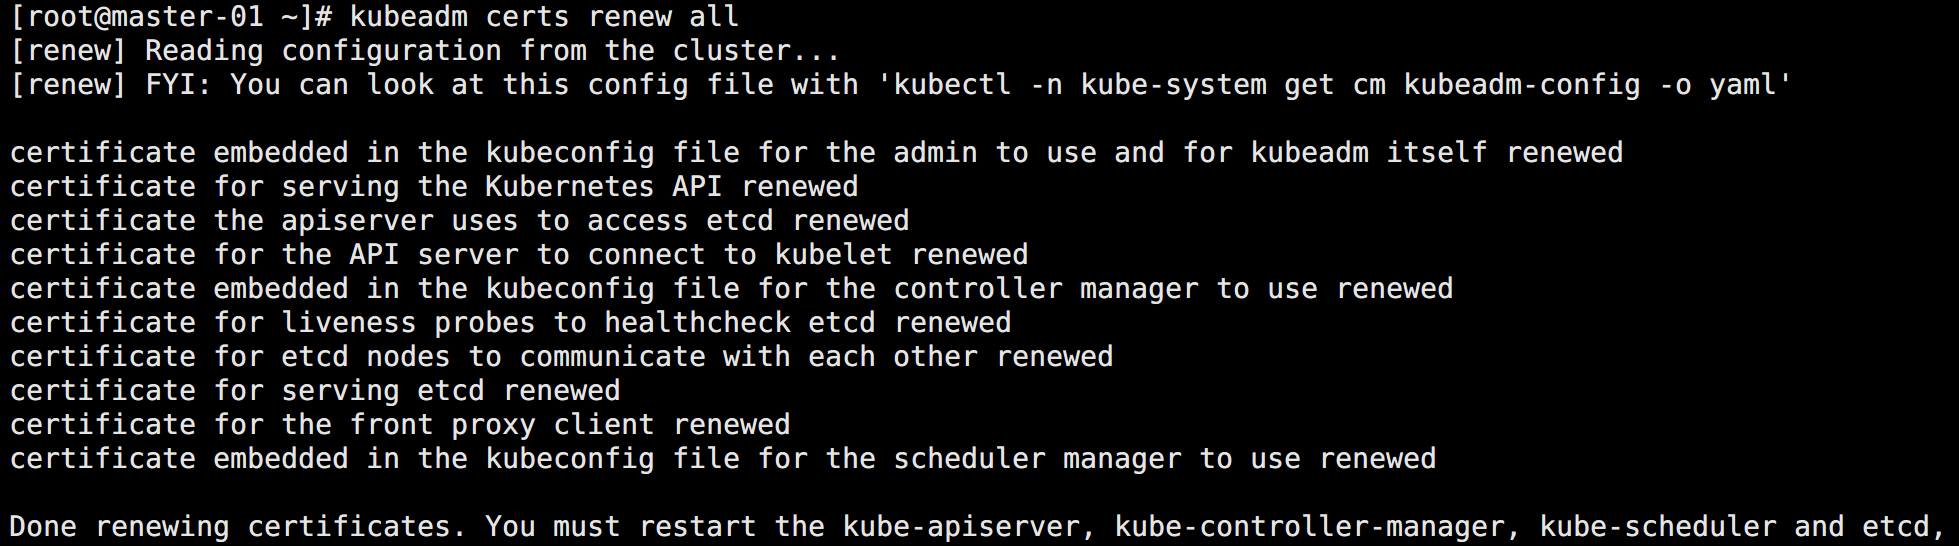 [root@master-01 ~]# kubeadm certs renew all
[renew] Reading configuration from the cluster...
[renew] FYI: You can look at this config file with 'kubectl -n kube-system get cm kubeadm-config -o yaml'

certificate embedded in the kubeconfig file for the admin to use and for kubeadm itself renewed
certificate for serving the Kubernetes API renewed
certificate the apiserver uses to access etcd renewed
certificate for the API server to connect to kubelet renewed
certificate embedded in the kubeconfig file for the controller manager to use renewed
certificate for liveness probes to healthcheck etcd renewed
certificate for etcd nodes to communicate with each other renewed
certificate for serving etcd renewed
certificate for the front proxy client renewed
certificate embedded in the kubeconfig file for the scheduler manager to use renewed

Done renewing certificates. You must restart the kube-apiserver, kube-controller-manager, kube-scheduler and etcd,